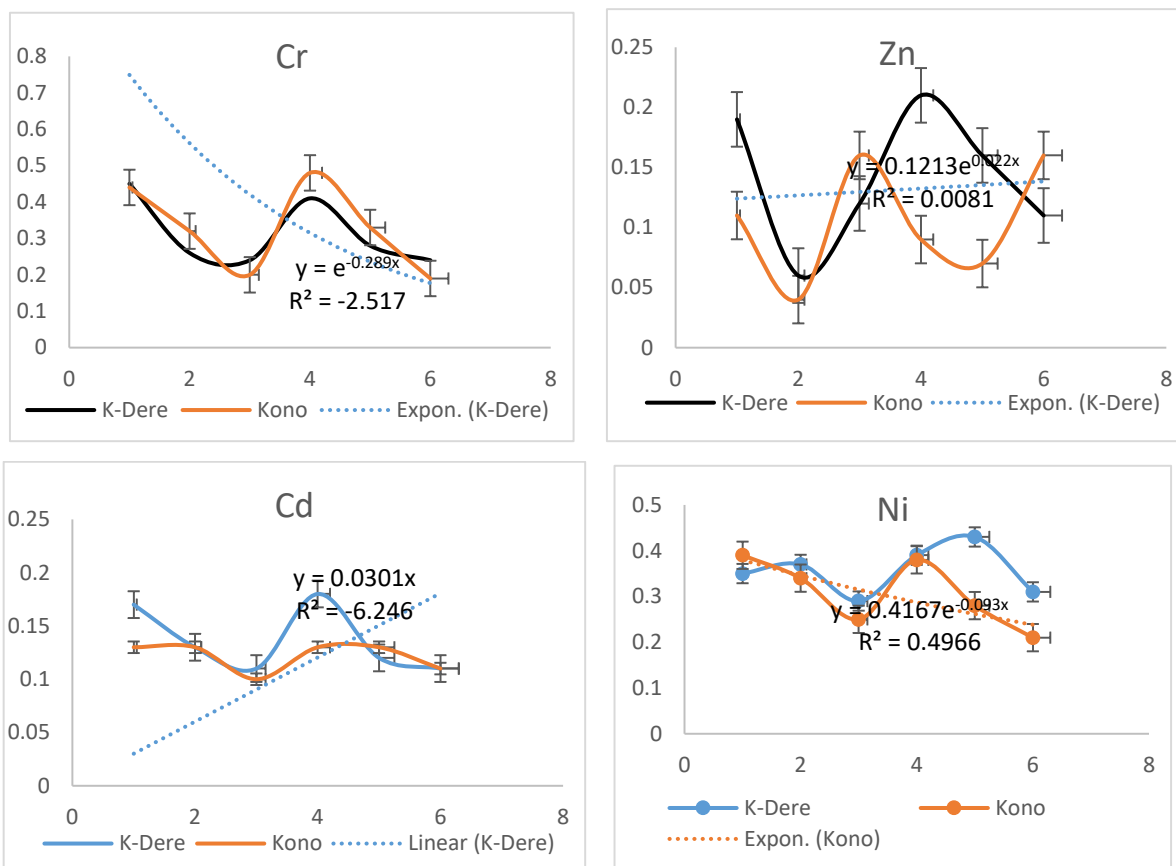 Cr
0.8
0.7
0.6
0.5
0.4
0.3
0.2
0.1
0
y = e^-0.289x
R² = -2.517
0 2 4 6 8
K-Dere Kono Expon. (K-Dere)
Zn
0.25
0.2
0.15
0.1
0.05
0
y = 0.1213e^0.022x
R² = 0.0081
0 2 4 6 8
K-Dere Kono Expon. (K-Dere)
Cd
0.25
0.2
0.15
0.1
0.05
0
y = 0.0301x
R² = -6.246
0 2 4 6 8
K-Dere Kono Linear (K-Dere)
Ni
0.5
0.4
0.3
0.2
0.1
0
y = 0.4167e^-0.093x
R² = 0.4966
0 2 4 6 8
K-Dere Kono
Expon. (Kono)